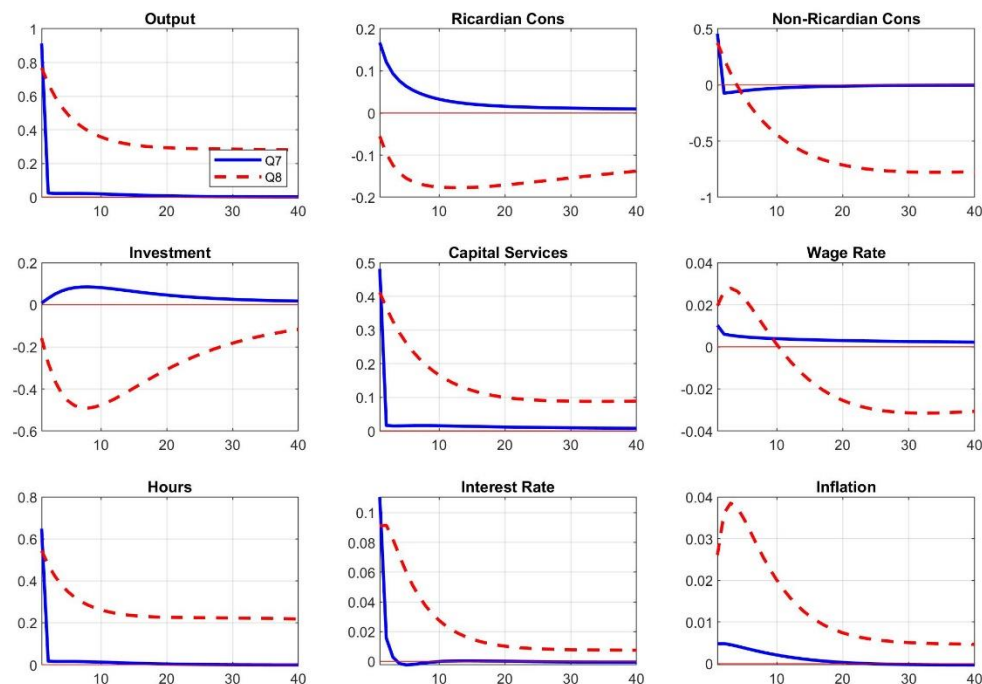 Output
1
0.8
0.6
0.4
0.2
0
10 20 30 40
Q7
Q8
Ricardian Cons
0.2
0.1
0
-0.1
-0.2
10 20 30 40
Non-Ricardian Cons
0.5
0
-0.5
-1
10 20 30 40
Investment
0.2
0
-0.2
-0.4
-0.6
10 20 30 40
Capital Services
0.5
0.4
0.3
0.2
0.1
0
10 20 30 40
Wage Rate
0.04
0.02
0
-0.02
-0.04
10 20 30 40
Hours
0.8
0.6
0.4
0.2
0
10 20 30 40
Interest Rate
0.1
0.08
0.06
0.04
0.02
0
10 20 30 40
Inflation
0.04
0.03
0.02
0.01
0
10 20 30 40